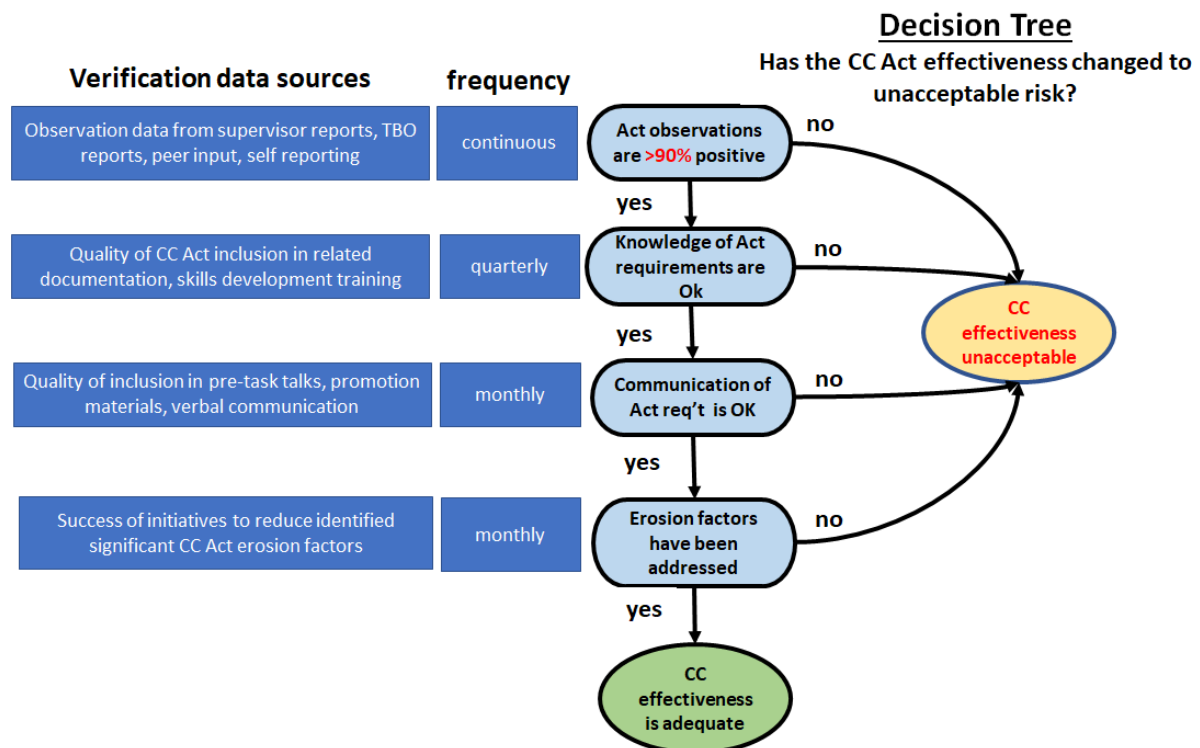 Decision Tree
Has the CC Act effectiveness changed to
unacceptable risk?
Verification data sources
frequency
Observation data from supervisor reports, TBO
reports, peer input, self reporting
continuous
Act observations
are >90% positive
no
yes
Quality of CC Act inclusion in related
documentation, skills development training
quarterly
Knowledge of Act
requirements are
Ok
no
CC
effectiveness
unacceptable
yes
Quality of inclusion in pre-task talks, promotion
materials, verbal communication
monthly
Communication of
Act req’t is OK
no
yes
Success of initiatives to reduce identified
significant CC Act erosion factors
monthly
Erosion factors
have been
addressed
no
yes
CC
effectiveness
is adequate